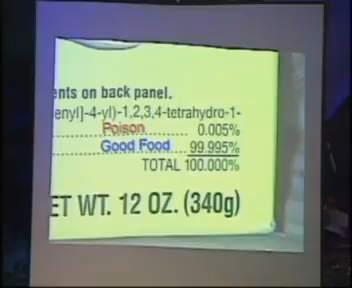 ents on back panel.
enyl]-4-yl)-1,2,3,4-tetrahydro-1-
Poison 0.005%
Good Food 99.995%
TOTAL 100.000%
ET WT. 12 OZ. (340g)